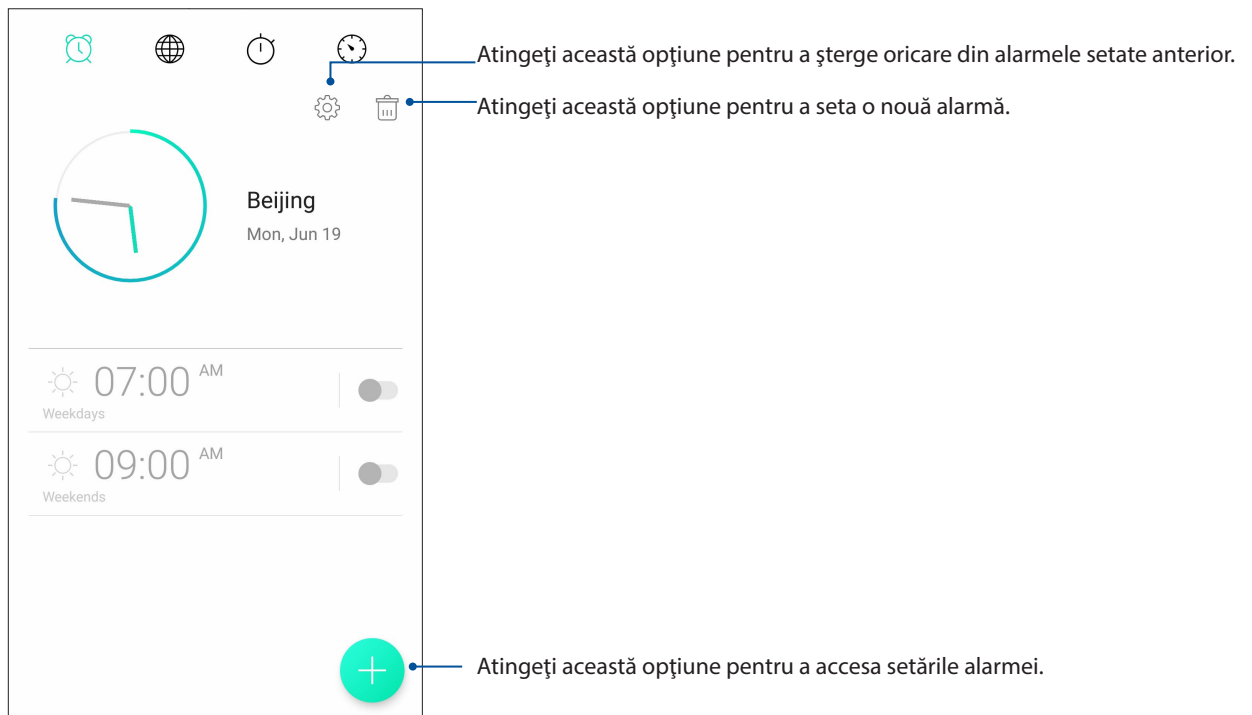 Atingeţi această opţiune pentru a şterge oricare din alarmele setate anterior.
Atingeţi această opţiune pentru a seta o nouă alarmă.
Beijing
Mon, Jun 19
07:00 AM
Weekdays
09:00 AM
Weekends
Atingeţi această opţiune pentru a accesa setările alarmei.